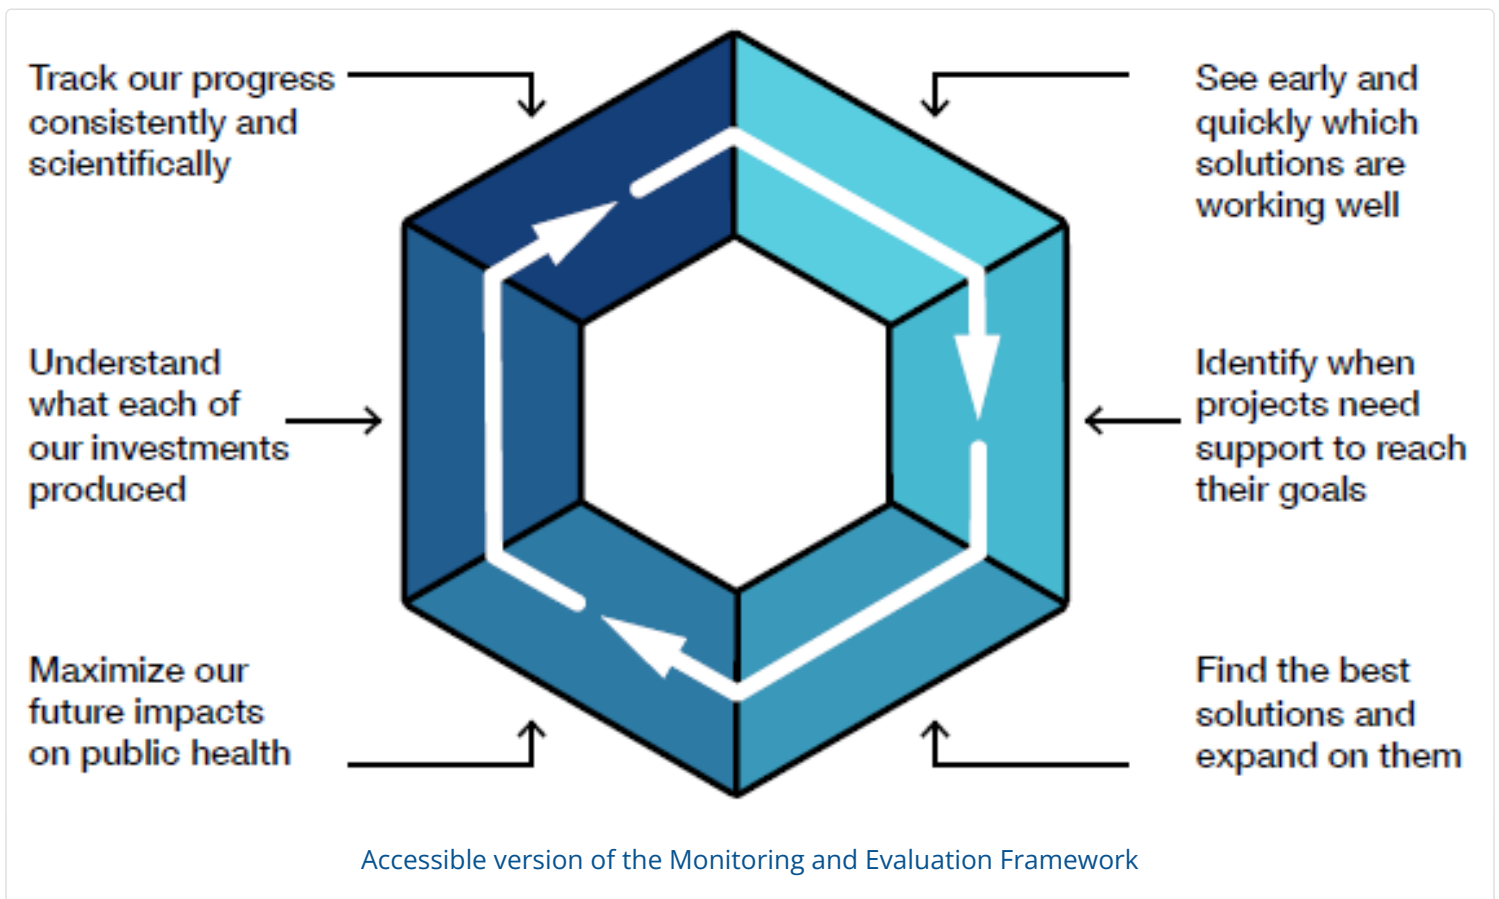 Track our progress
consistently and
scientifically
See early and
quickly which
solutions are
working well
Understand
what each of
our investments
produced
Identify when
projects need
support to reach
their goals
Maximize our
future impacts
on public health
Find the best
solutions and
expand on them
Accessible version of the Monitoring and Evaluation Framework